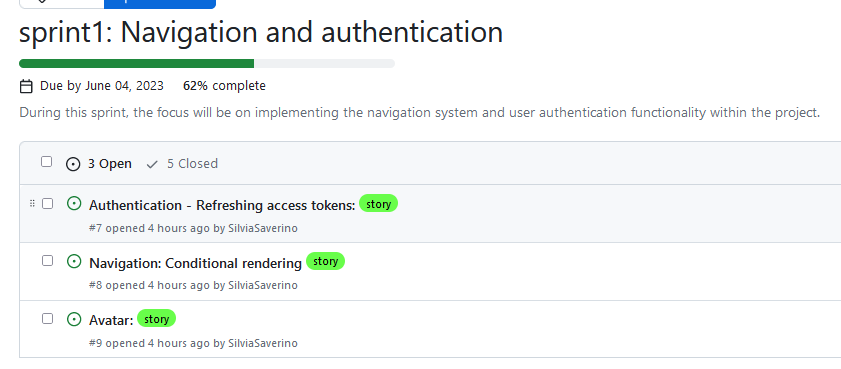 sprint1: Navigation and authentication
Due by June 04, 2023 62% complete
During this sprint, the focus will be on implementing the navigation system and user authentication functionality within the project.
3 Open 5 Closed
Authentication - Refreshing access tokens: story
#7 opened 4 hours ago by SilviaSaverino
Navigation: Conditional rendering story
#8 opened 4 hours ago by SilviaSaverino
Avatar: story
#9 opened 4 hours ago by SilviaSaverino